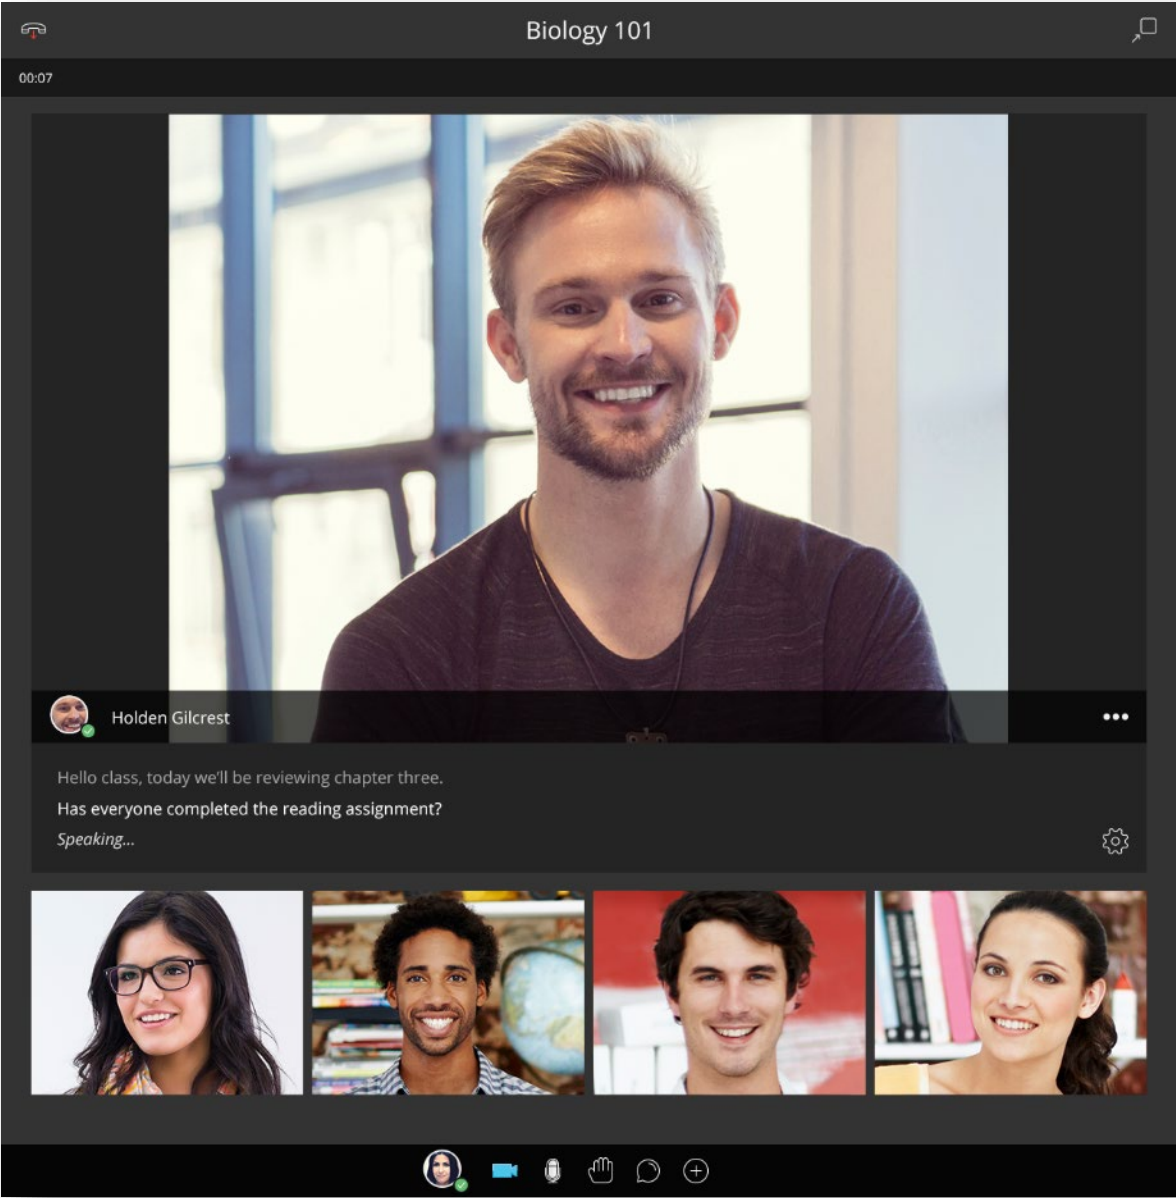 Biology 101
00:07
Holden Gilcrest
Hello class, today we'll be reviewing chapter three.
Has everyone completed the reading assignment?
Speaking...